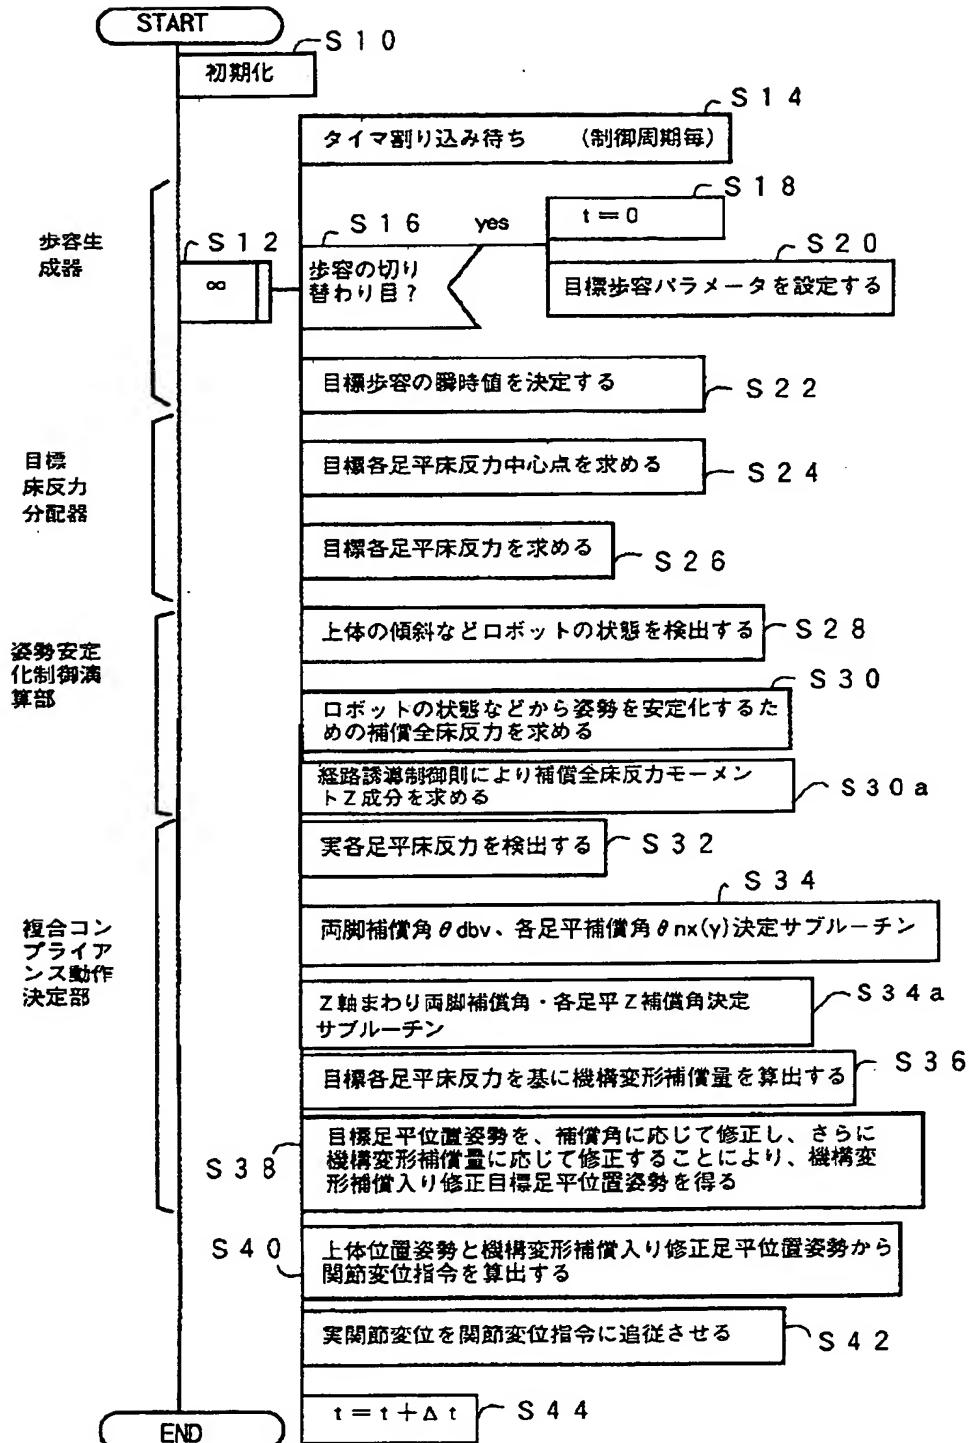 START
S10
初期化
S14
タイマ割り込み待ち (制御周期毎)
S18
t=0
S16
yes
S20
歩容生
成器
S12
∞
歩容の切り
替わり目?
目標歩容パラメータを設定する
目標歩容の瞬時値を決定する
S22
目標
床反力
分配器
目標各足平床反力中心点を求める
S24
目標各足平床反力を求める
S26
上体の傾斜などロボットの状態を検出する
S28
姿勢安定
化制御演
算部
S30
ロボットの状態などから姿勢を安定化するた
めの補償全床反力を求める
経路誘導制御則により補償全床反力モーメン
トZ成分を求める
S30a
実各足平床反力を検出する
S32
S34
複合コン
プライア
ンス動作
決定部
両脚補償角θdbv、各足平補償角θnx(y)決定サブルーチン
Z軸まわり両脚補償角・各足平Z補償角決定
サブルーチン
S34a
目標各足平床反力を基に機構変形補償量を算出する
S36
目標足平位置姿勢を、補償角に応じて修正し、さらに
機構変形補償量に応じて修正することにより、機構変
形補償入り修正目標足平位置姿勢を得る
S38
S40
上体位置姿勢と機構変形補償入り修正足平位置姿勢から
関節変位指令を算出する
実関節変位を関節変位指令に追従させる
S42
t=t+Δt
S44
END